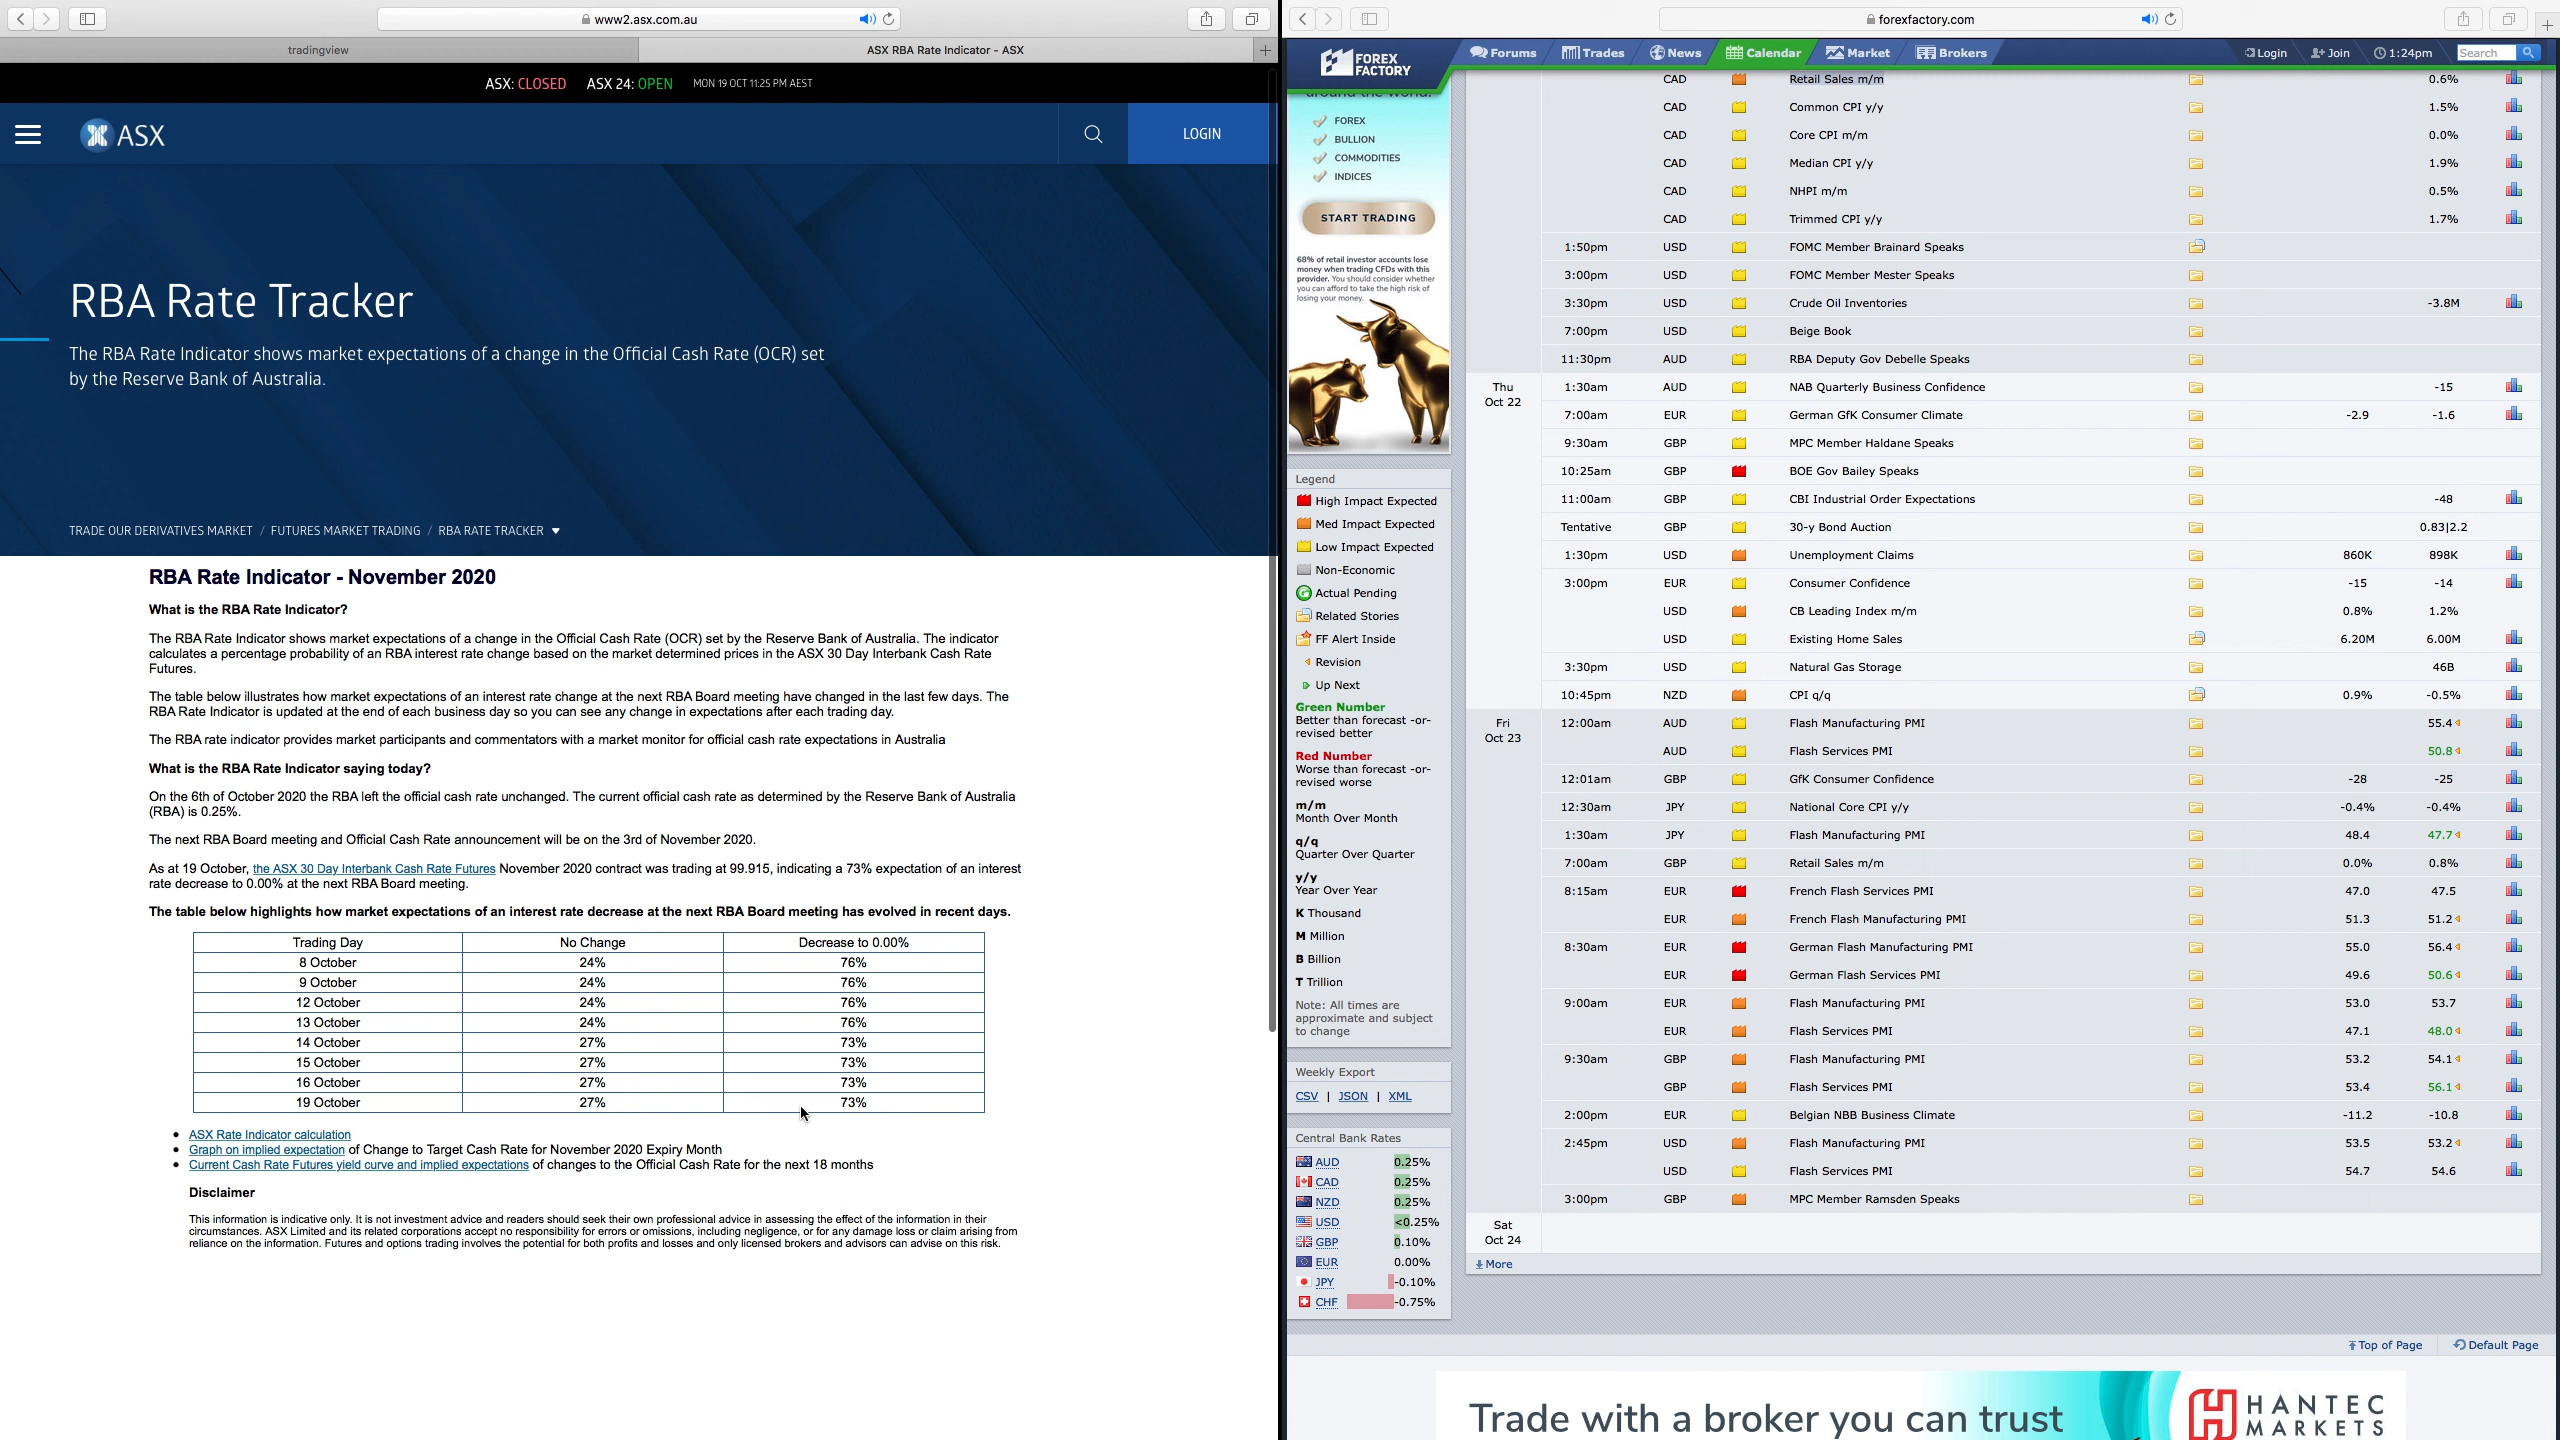 www2.asx.com.au
tradingview
ASX RBA Rate Indicator - ASX
ASX: CLOSED ASX 24: OPEN MON 19 OCT 11:25 PM AEST
ASX
LOGIN
RBA Rate Tracker
The RBA Rate Indicator shows market expectations of a change in the Official Cash Rate (OCR) set
by the Reserve Bank of Australia.
TRADE OUR DERIVATIVES MARKET / FUTURES MARKET TRADING / RBA RATE TRACKER
RBA Rate Indicator - November 2020
What is the RBA Rate Indicator?
The RBA Rate Indicator shows market expectations of a change in the Official Cash Rate (OCR) set by the Reserve Bank of Australia. The indicator
calculates a percentage probability of an RBA interest rate change based on the market determined prices in the ASX 30 Day Interbank Cash Rate
Futures.
The table below illustrates how market expectations of an interest rate change at the next RBA Board meeting have changed in the last few days. The
RBA Rate Indicator is updated at the end of each business day so you can see any change in expectations after each trading day.
The RBA rate indicator provides market participants and commentators with a market monitor for official cash rate expectations in Australia
What is the RBA Rate Indicator saying today?
On the 6th of October 2020 the RBA left the official cash rate unchanged. The current official cash rate as determined by the Reserve Bank of Australia
(RBA) is 0.25%.
The next RBA Board meeting and Official Cash Rate announcement will be on the 3rd of November 2020.
As at 19 October, the ASX 30 Day Interbank Cash Rate Futures November 2020 contract was trading at 99.915, indicating a 73% expectation of an interest
rate decrease to 0.00% at the next RBA Board meeting.
The table below highlights how market expectations of an interest rate decrease at the next RBA Board meeting has evolved in recent days.
Trading Day No Change Decrease to 0.00%
8 October 24% 76%
9 October 24% 76%
12 October 24% 76%
13 October 24% 76%
14 October 27% 73%
15 October 27% 73%
16 October 27% 73%
19 October 27% 73%
• ASX Rate Indicator calculation
• Graph on implied expectation of Change to Target Cash Rate for November 2020 Expiry Month
• Current Cash Rate Futures yield curve and implied expectations of changes to the Official Cash Rate for the next 18 months
Disclaimer
This information is indicative only. It is not investment advice and readers should seek their own professional advice in assessing the effect of the information in their
circumstances. ASX Limited and its related corporations accept no responsibility for errors or omissions, including negligence, or for any damage loss or claim arising from
reliance on the information. Futures and options trading involves the potential for both profits and losses and only licensed brokers and advisors can advise on this risk.
forexfactory.com
FOREX
FACTORY
Forums Trades News Calendar Market Brokers Login Join 1:24pm Search
around the world.
FOREX
BULLION
COMMODITIES
INDICES
START TRADING
68% of retail investor accounts lose
money when trading CFDs with this
provider. You should consider whether
you can afford to take the high risk of
losing your money.
Legend
High Impact Expected
Med Impact Expected
Low Impact Expected
Non-Economic
Actual Pending
Related Stories
FF Alert Inside
Revision
Up Next
Green Number
Better than forecast -or-
revised better
Red Number
Worse than forecast -or-
revised worse
m/m
Month Over Month
q/q
Quarter Over Quarter
y/y
Year Over Year
K Thousand
M Million
B Billion
T Trillion
Note: All times are
approximate and subject
to change
Weekly Export
CSV | JSON | XML
Central Bank Rates
AUD 0.25%
CAD 0.25%
NZD 0.25%
USD <0.25%
GBP 0.10%
EUR 0.00%
JPY -0.10%
CHF -0.75%
CAD Retail Sales m/m 0.6%
CAD Common CPI y/y 1.5%
CAD Core CPI m/m 0.0%
CAD Median CPI y/y 1.9%
CAD NHPI m/m 0.5%
CAD Trimmed CPI y/y 1.7%
1:50pm USD FOMC Member Brainard Speaks
3:00pm USD FOMC Member Mester Speaks
3:30pm USD Crude Oil Inventories -3.8M
7:00pm USD Beige Book
11:30pm AUD RBA Deputy Gov Debelle Speaks
Thu
Oct 22
1:30am AUD NAB Quarterly Business Confidence -15
7:00am EUR German GfK Consumer Climate -2.9 -1.6
9:30am GBP MPC Member Haldane Speaks
10:25am GBP BOE Gov Bailey Speaks
11:00am GBP CBI Industrial Order Expectations -48
Tentative GBP 30-y Bond Auction 0.83|2.2
1:30pm USD Unemployment Claims 860K 898K
3:00pm EUR Consumer Confidence -15 -14
USD CB Leading Index m/m 0.8% 1.2%
USD Existing Home Sales 6.20M 6.00M
3:30pm USD Natural Gas Storage 46B
10:45pm NZD CPI q/q 0.9% -0.5%
Fri
Oct 23
12:00am AUD Flash Manufacturing PMI 55.4
AUD Flash Services PMI 50.8
12:01am GBP GfK Consumer Confidence -28 -25
12:30am JPY National Core CPI y/y -0.4% -0.4%
1:30am JPY Flash Manufacturing PMI 48.4 47.7
7:00am GBP Retail Sales m/m 0.0% 0.8%
8:15am EUR French Flash Services PMI 47.0 47.5
EUR French Flash Manufacturing PMI 51.3 51.2
8:30am EUR German Flash Manufacturing PMI 55.0 56.4
EUR German Flash Services PMI 49.6 50.6
9:00am EUR Flash Manufacturing PMI 53.0 53.7
EUR Flash Services PMI 47.1 48.0
9:30am GBP Flash Manufacturing PMI 53.2 54.1
GBP Flash Services PMI 53.4 56.1
2:00pm EUR Belgian NBB Business Climate -11.2 -10.8
2:45pm USD Flash Manufacturing PMI 53.5 53.2
USD Flash Services PMI 54.7 54.6
3:00pm GBP MPC Member Ramsden Speaks
Sat
Oct 24
More
Top of Page Default Page
Trade with a broker you can trust
HANTEC
MARKETS